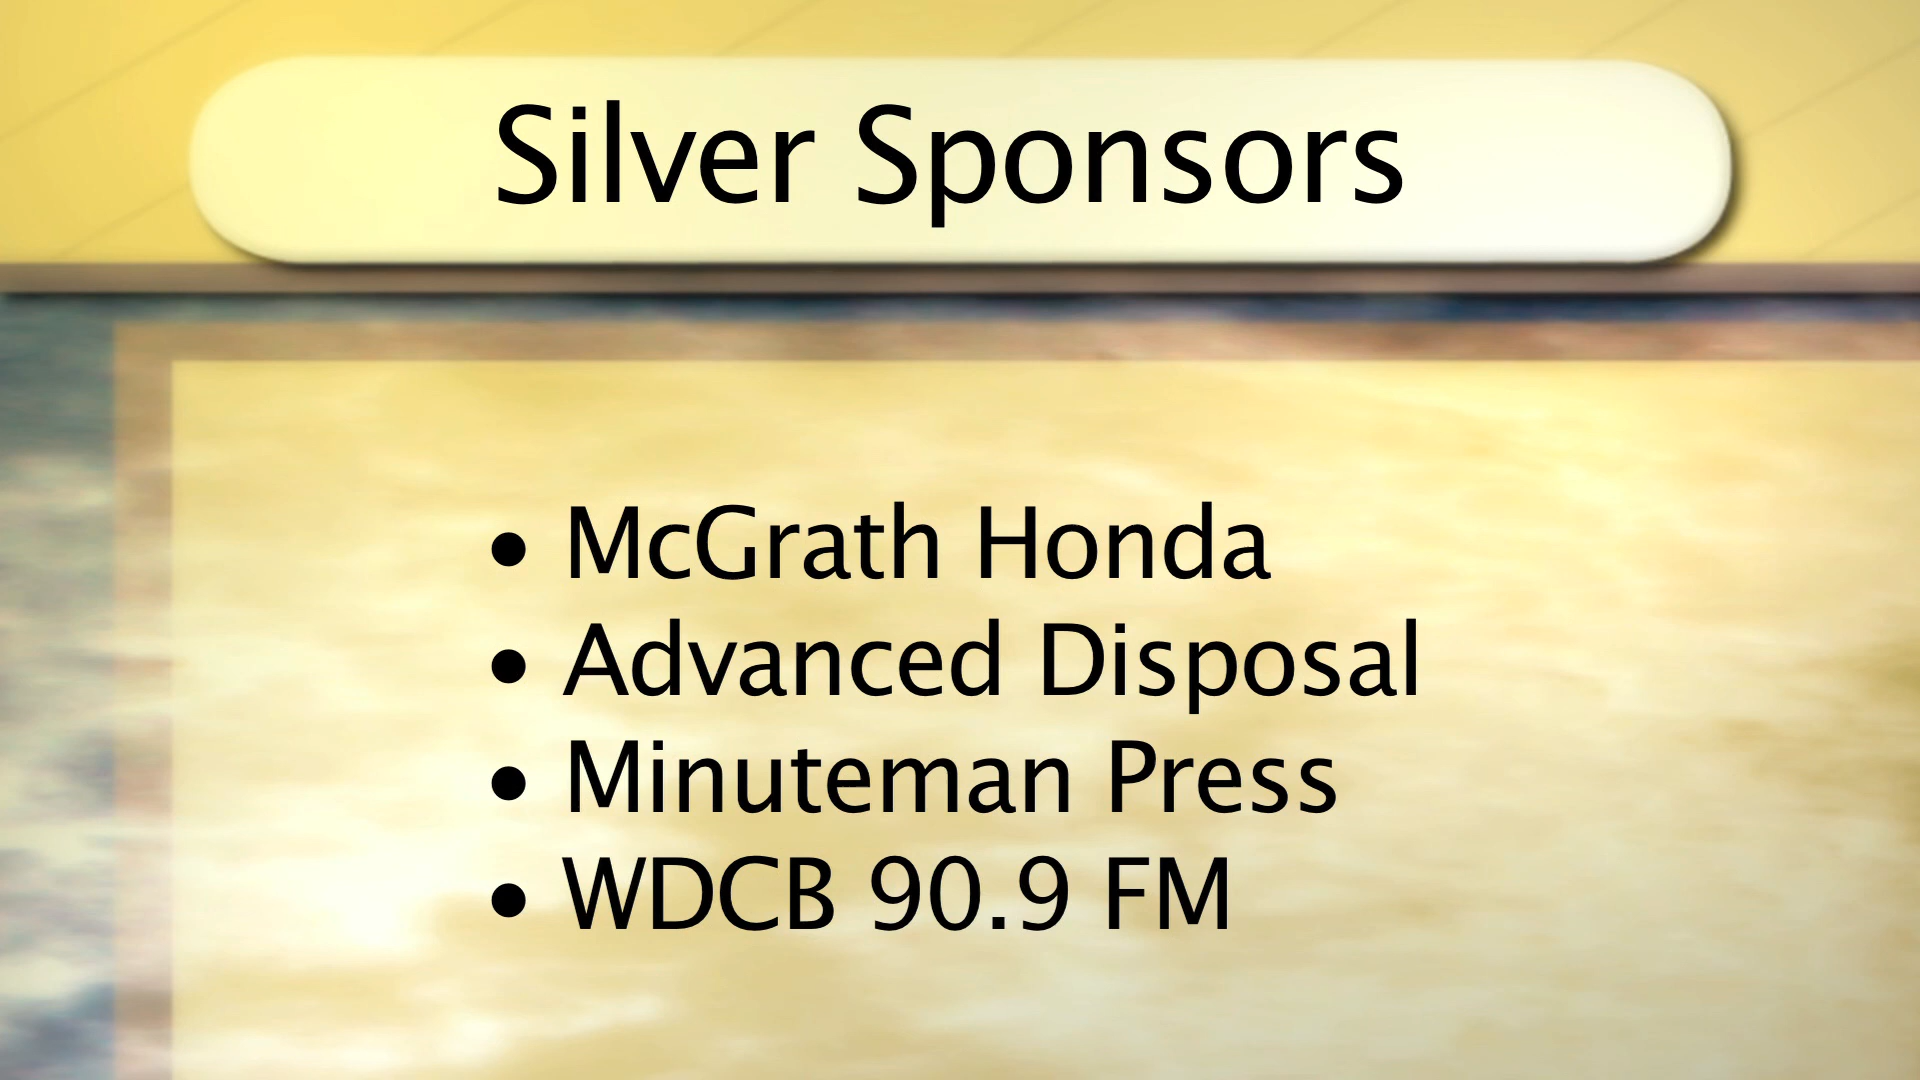 Silver Sponsors
• McGrath Honda
• Advanced Disposal
• Minuteman Press
• WDCB 90.9 FM